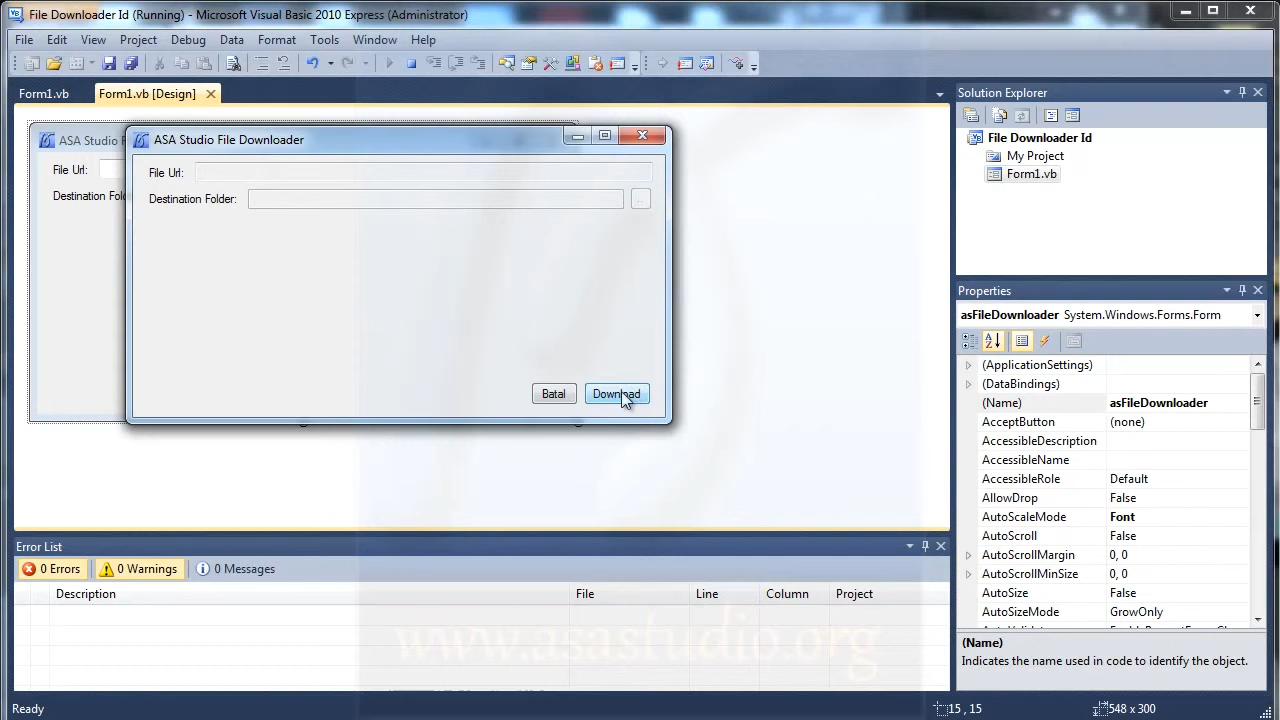 File Downloader Id (Running) - Microsoft Visual Basic 2010 Express (Administrator)
File Edit View Project Debug Data Format Tools Window Help
Form1.vb Form1.vb [Design]
ASA Studio F
File Url:
Destination Fold
ASA Studio File Downloader
File Url:
Destination Folder:
...
Batal Download
Solution Explorer
File Downloader Id
My Project
Form1.vb
Properties
asFileDownloader System.Windows.Forms.Form
(ApplicationSettings)
(DataBindings)
(Name) asFileDownloader
AcceptButton (none)
AccessibleDescription
AccessibleName
AccessibleRole Default
AllowDrop False
AutoScaleMode Font
AutoScroll False
AutoScrollMargin 0, 0
AutoScrollMinSize 0, 0
AutoSize False
AutoSizeMode GrowOnly
(Name)
Indicates the name used in code to identify the object.
Error List
0 Errors 0 Warnings 0 Messages
Description File Line Column Project
www.asastudio.org
Ready 15 , 15 548 x 300